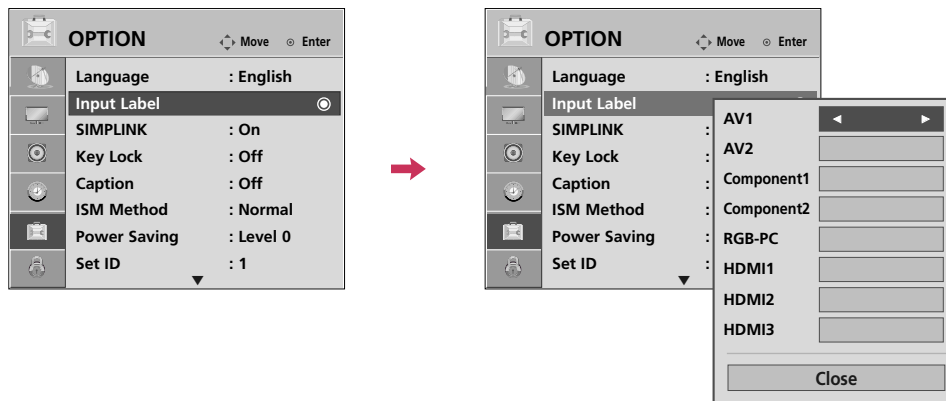 OPTION Move Enter
Language : English
Input Label
SIMPLINK : On
Key Lock : Off
Caption : Off
ISM Method : Normal
Power Saving : Level 0
Set ID : 1
OPTION Move Enter
Language : English
Input Label
SIMPLINK :
Key Lock :
Caption :
ISM Method :
Power Saving :
Set ID :
AV1
AV2
Component1
Component2
RGB-PC
HDMI1
HDMI2
HDMI3
Close